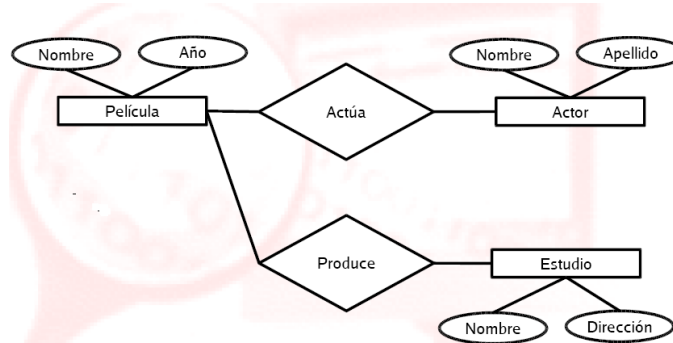 Nombre
Año
Nombre
Apellido
Película
Actúa
Actor
Produce
Estudio
Nombre
Dirección